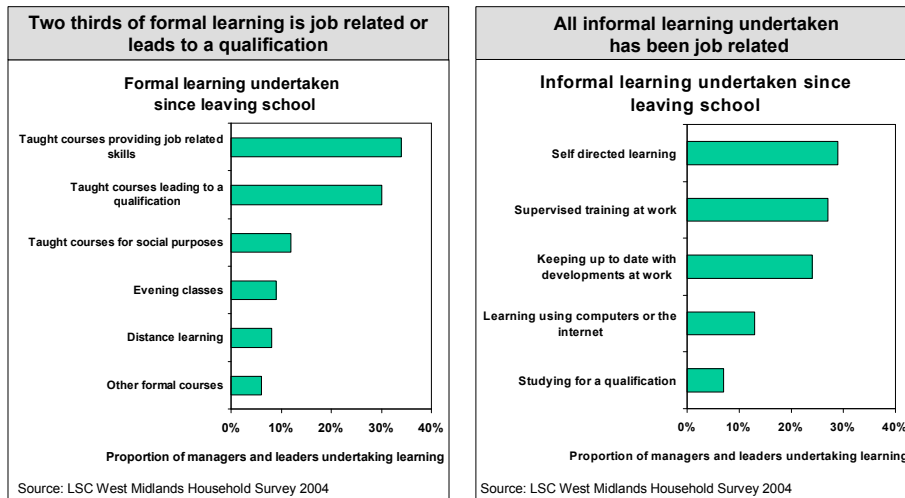 Two thirds of formal learning is job related or
leads to a qualification
Formal learning undertaken
since leaving school
Taught courses providing job related
skills
Taught courses leading to a
qualification
Taught courses for social purposes
Evening classes
Distance learning
Other formal courses
0% 10% 20% 30% 40%
Proportion of managers and leaders undertaking learning
Source: LSC West Midlands Household Survey 2004
All informal learning undertaken
has been job related
Informal learning undertaken since
leaving school
Self directed learning
Supervised training at work
Keeping up to date with
developments at work
Learning using computers or the
internet
Studying for a qualification
0% 10% 20% 30% 40%
Proportion of managers and leaders undertaking learning
Source: LSC West Midlands Household Survey 2004